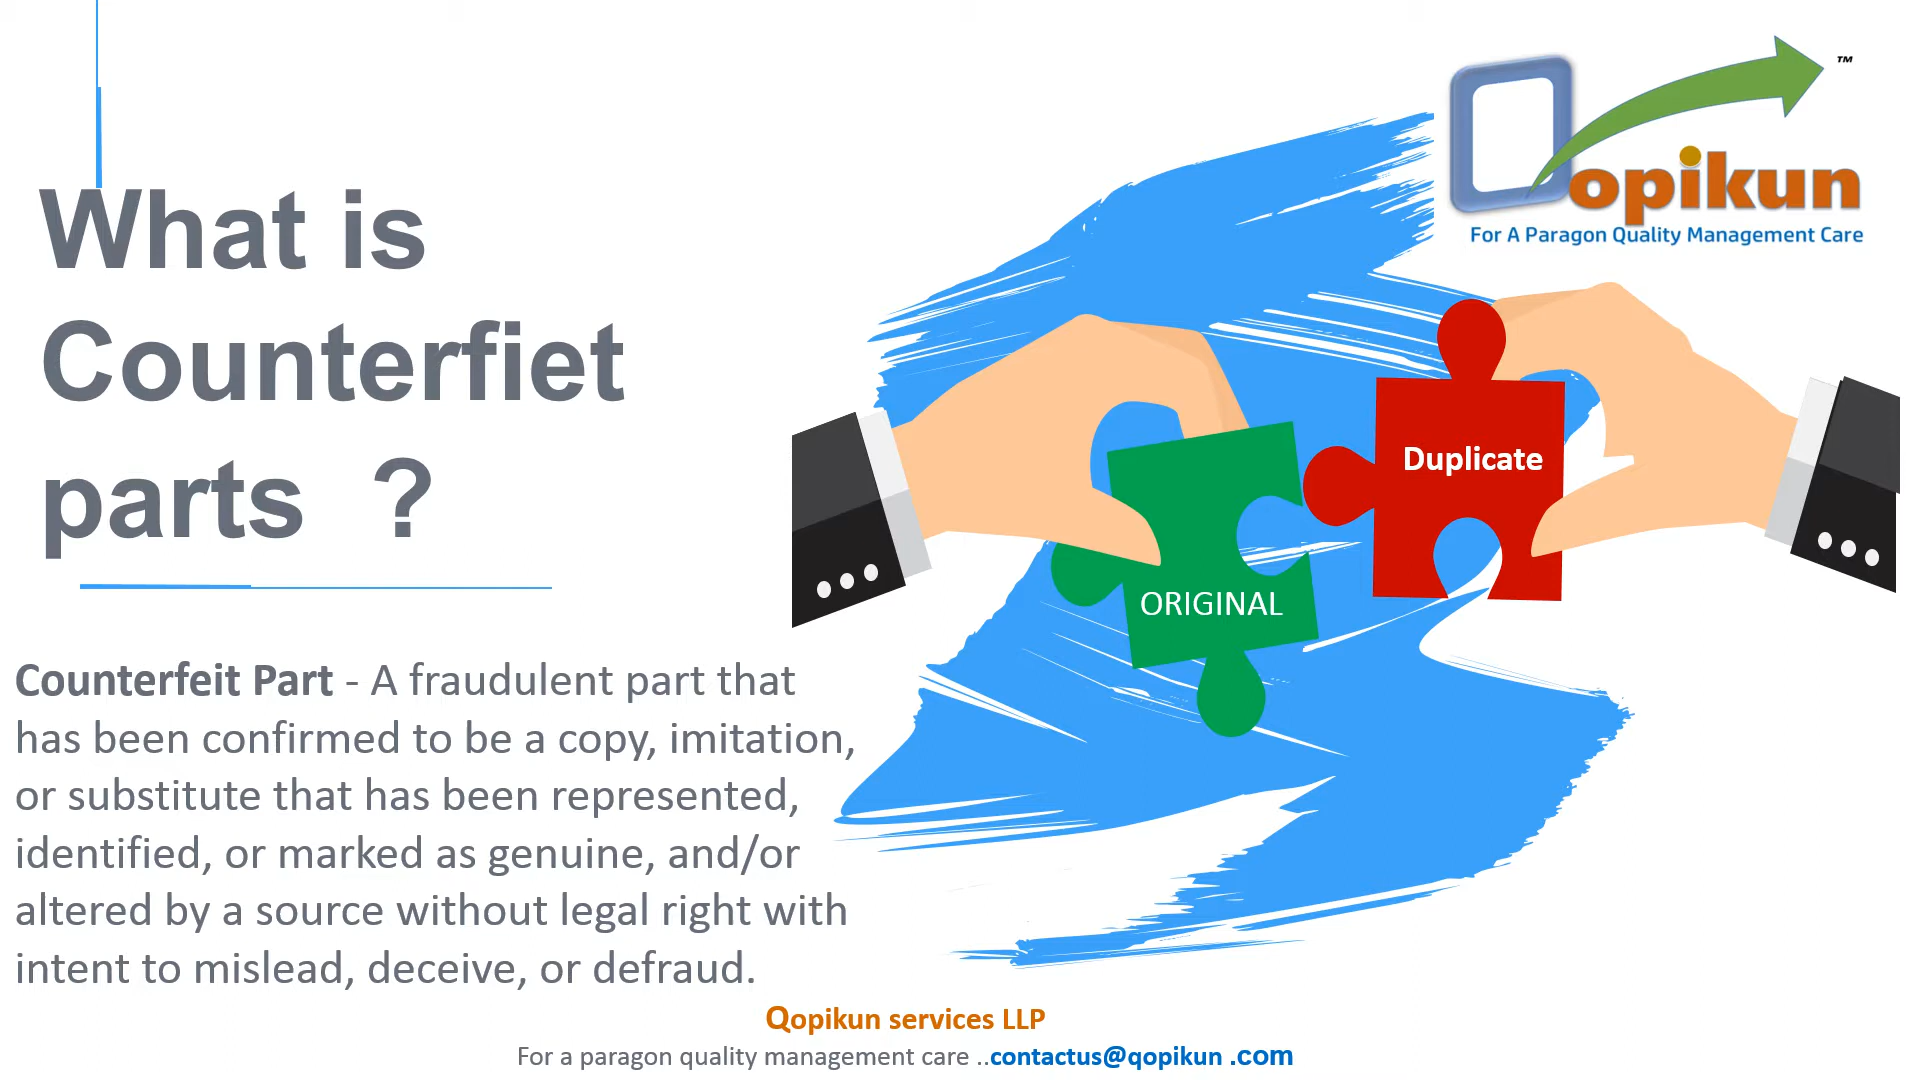 What is
Counterfiet
parts ?
Counterfeit Part - A fraudulent part that
has been confirmed to be a copy, imitation,
or substitute that has been represented,
identified, or marked as genuine, and/or
altered by a source without legal right with
intent to mislead, deceive, or defraud.
Qopikun
TM
For A Paragon Quality Management Care
Duplicate
ORIGINAL
Qopikun services LLP
For a paragon quality management care ..contactus@qopikun .com